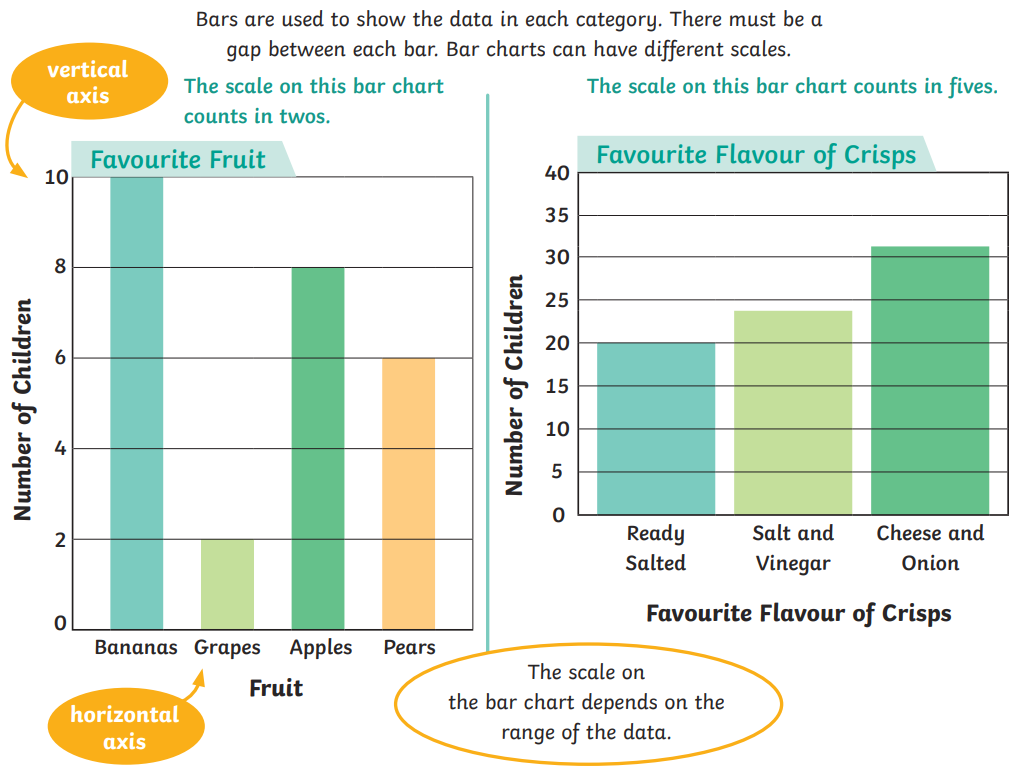 Bars are used to show the data in each category. There must be a
gap between each bar. Bar charts can have different scales.
vertical
axis
The scale on this bar chart
counts in twos.
Favourite Fruit
Number of Children
10
8
6
4
2
0
Bananas Grapes Apples Pears
Fruit
horizontal
axis
The scale on this bar chart counts in fives.
Favourite Flavour of Crisps
Number of Children
40
35
30
25
20
15
10
5
0
Ready
Salted
Salt and
Vinegar
Cheese and
Onion
Favourite Flavour of Crisps
The scale on
the bar chart depends on the
range of the data.